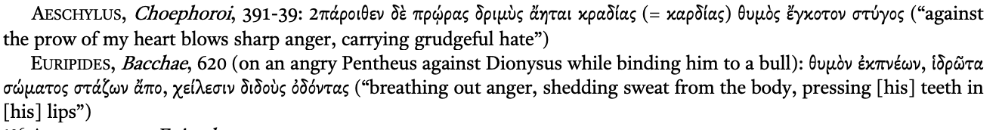 AESCHYLUS, Choephoroi, 391-39: 2πάροιθεν δὲ πρῴρας δριμὺς ἄηται κραδίας (= καρδίας) θυμὸς ἔγκοτον στύγος (“against
the prow of my heart blows sharp anger, carrying grudgeful hate”)
EURIPIDES, Bacchae, 620 (on an angry Pentheus against Dionysus while binding him to a bull): θυμὸν ἐκπνέων, ἱδρῶτα
σώματος στάζων ἄπο, χείλεσιν διδοὺς ὀδόντας (“breathing out anger, shedding sweat from the body, pressing [his] teeth in
[his] lips”)